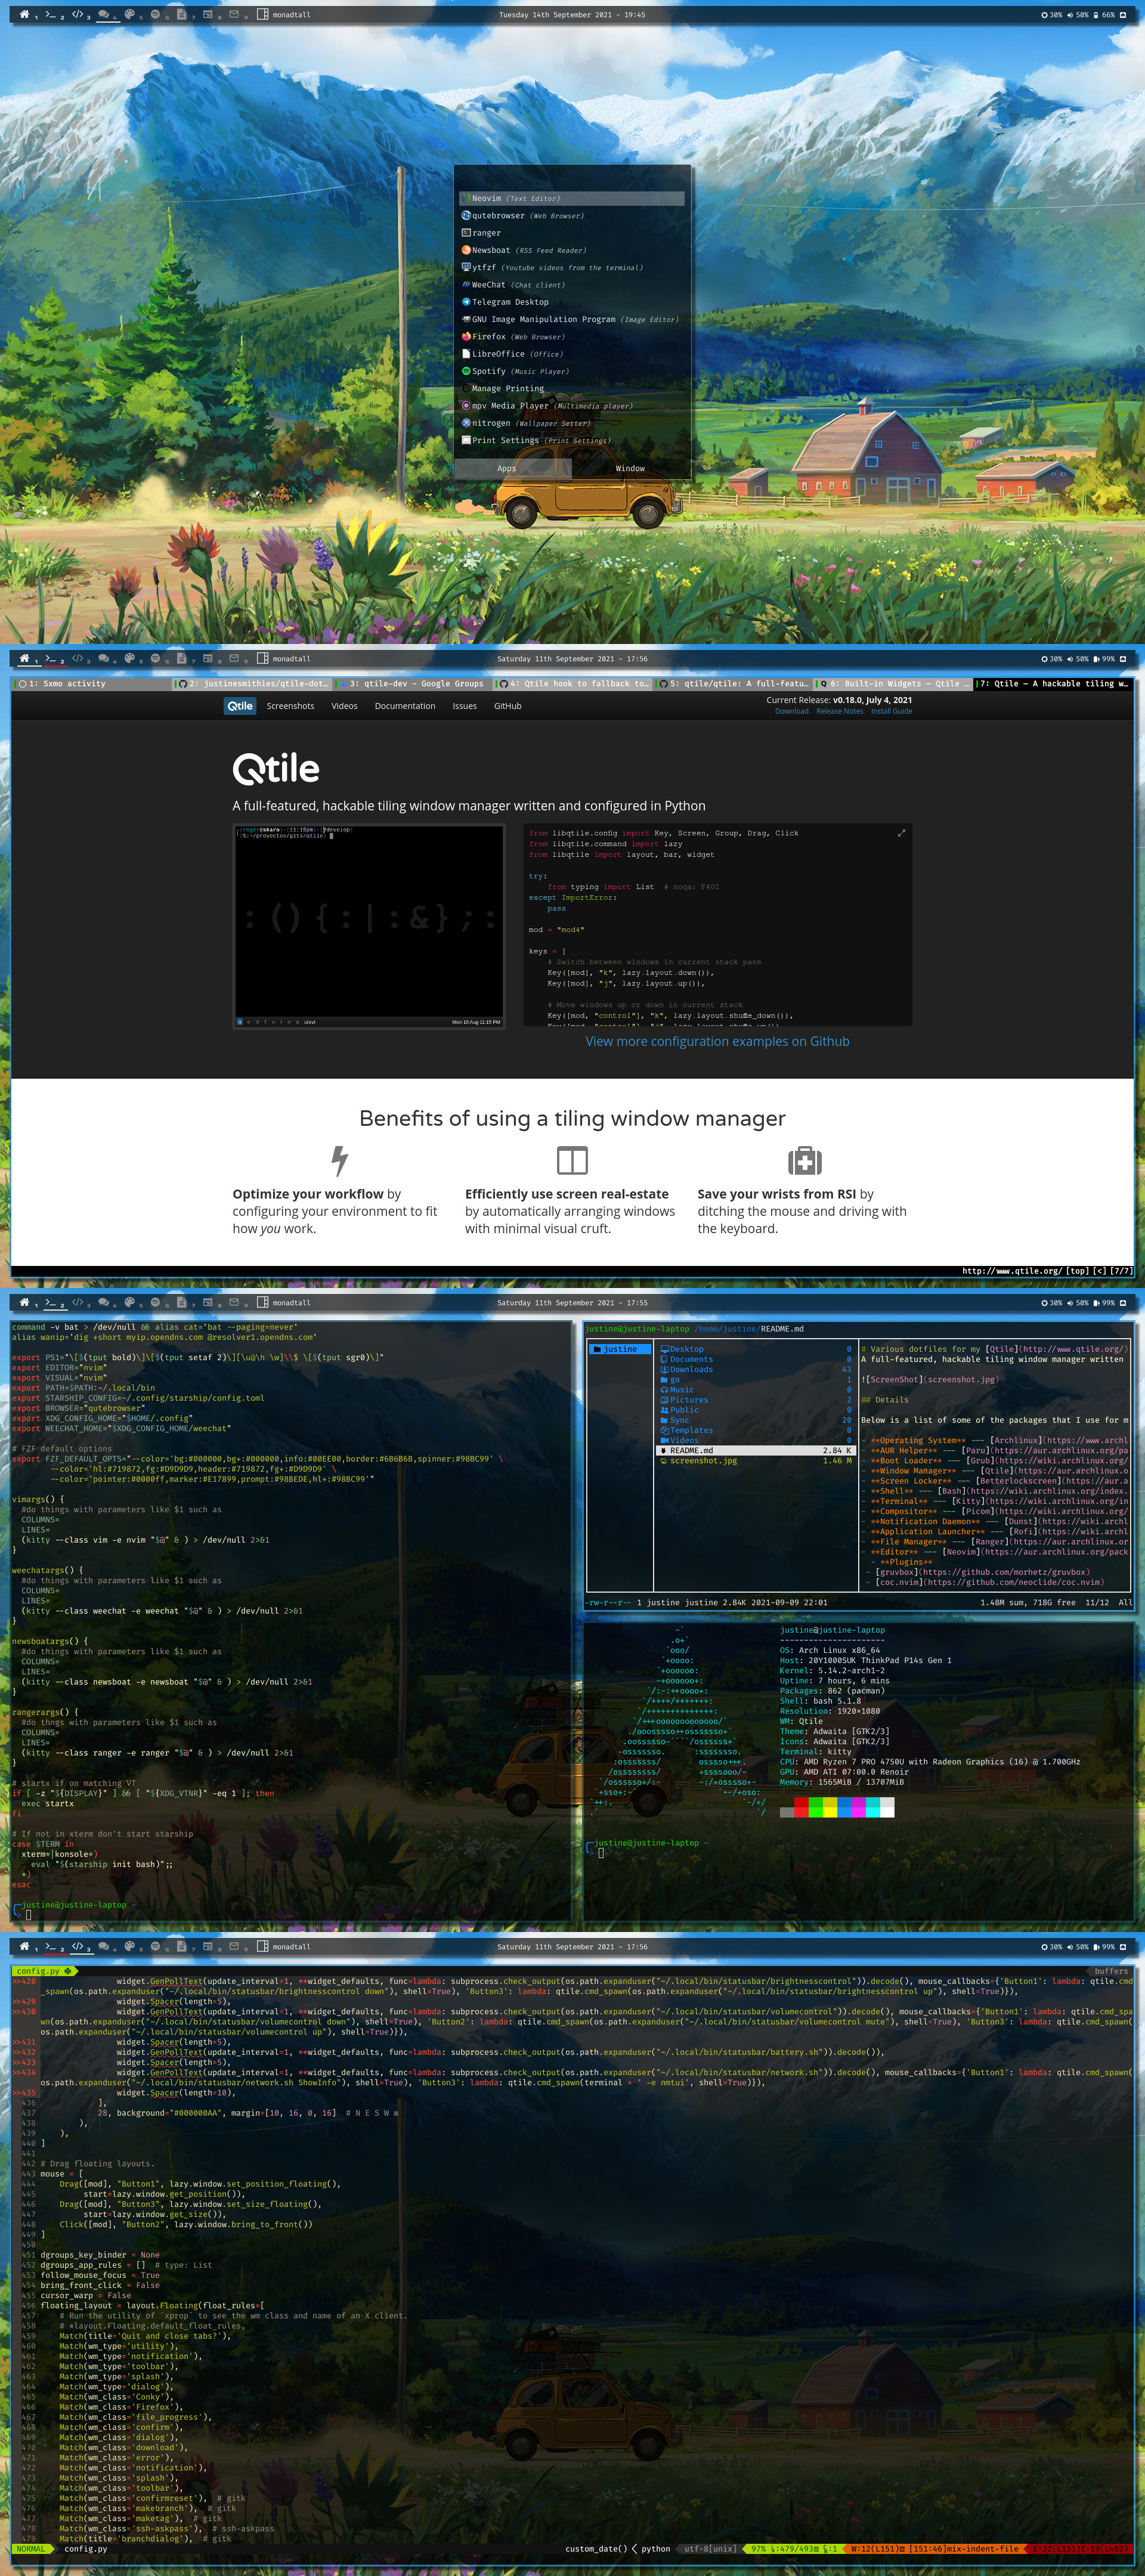 1 2 3 4 5 6 7 8 9 monadtall
Tuesday 14th September 2021 - 19:45
30% 50% 66%
Neovim (Text Editor)
qutebrowser (Web Browser)
ranger
Newsboat (RSS Feed Reader)
ytfzf (Youtube videos from the terminal)
WeeChat (Chat client)
Telegram Desktop
GNU Image Manipulation Program (Image Editor)
Firefox (Web Browser)
LibreOffice (Office)
Spotify (Music Player)
Manage Printing
mpv Media Player (Multimedia player)
nitrogen (Wallpaper Setter)
Print Settings (Print Settings)
Apps Window
1 2 3 4 5 6 7 8 9 monadtall
Saturday 11th September 2021 - 17:56
30% 50% 99%
1: Sxmo activity 2: justinesmithies/qtile-dot… 3: qtile-dev - Google Groups 4: Qtile hook to fallback to… 5: qtile/qtile: A full-featu… 6: Built-in Widgets — Qtile … 7: Qtile — A hackable tiling w…
Qtile Screenshots Videos Documentation Issues GitHub
Current Release: v0.18.0, July 4, 2021
Download Release Notes Install Guide
Qtile
A full-featured, hackable tiling window manager written and configured in Python
:(){:|:&};:
Mon 10 Aug 11:15 PM
from libqtile.config import Key, Screen, Group, Drag, Click
from libqtile.command import lazy
from libqtile import layout, bar, widget
try:
from typing import List # noqa: F401
except ImportError:
pass
mod = "mod4"
keys = [
# Switch between windows in current stack pane
Key([mod], "k", lazy.layout.down()),
Key([mod], "j", lazy.layout.up()),
# Move windows up or down in current stack
Key([mod, "control"], "k", lazy.layout.shuffle_down()),
View more configuration examples on Github
Benefits of using a tiling window manager
Optimize your workflow by
configuring your environment to fit
how you work.
Efficiently use screen real-estate
by automatically arranging windows
with minimal visual cruft.
Save your wrists from RSI by
ditching the mouse and driving with
the keyboard.
http://www.qtile.org/ [top] [<] [7/7]
1 2 3 4 5 6 7 8 9 monadtall
Saturday 11th September 2021 - 17:55
30% 50% 99%
command -v bat > /dev/null && alias cat='bat --paging=never'
alias wanip='dig +short myip.opendns.com @resolver1.opendns.com'
export PS1="\[$(tput bold)\]\[$(tput setaf 2)\][\u@\h \w]\\$ \[$(tput sgr0)\]"
export EDITOR="nvim"
export VISUAL="nvim"
export PATH=$PATH:~/.local/bin
export STARSHIP_CONFIG=~/.config/starship/config.toml
export BROWSER="qutebrowser"
export XDG_CONFIG_HOME="$HOME/.config"
export WEECHAT_HOME="$XDG_CONFIG_HOME/weechat"
# FZF default options
export FZF_DEFAULT_OPTS="--color='bg:#000000,bg+:#000000,info:#00EE00,border:#6B6B6B,spinner:#98BC99' \
--color='hl:#719872,fg:#D9D9D9,header:#719872,fg+:#D9D9D9' \
--color='pointer:#0000ff,marker:#E17899,prompt:#98BEDE,hl+:#98BC99'"
vimargs() {
#do things with parameters like $1 such as
COLUMNS=
LINES=
(kitty --class vim -e nvim "$@" & ) > /dev/null 2>&1
}
weechatargs() {
#do things with parameters like $1 such as
COLUMNS=
LINES=
(kitty --class weechat -e weechat "$@" & ) > /dev/null 2>&1
}
newsboatargs() {
#do things with parameters like $1 such as
COLUMNS=
LINES=
(kitty --class newsboat -e newsboat "$@" & ) > /dev/null 2>&1
}
rangerargs() {
#do thngs with parameters like $1 such as
COLUMNS=
LINES=
(kitty --class ranger -e ranger "$@" & ) > /dev/null 2>&1
}
# startx if on matching VT
if [ -z "${DISPLAY}" ] && [ "${XDG_VTNR}" -eq 1 ]; then
exec startx
fi
# If not in xterm don't start starship
case $TERM in
xterm*|konsole*)
eval "$(starship init bash)";;
*)
esac
justine@justine-laptop ~
justine@justine-laptop /home/justine/README.md
justine
Desktop 0
Documents 0
Downloads 43
go 1
Music 0
Pictures 2
Public 0
Sync 20
Templates 0
Videos 0
README.md 2.84 K
screenshot.jpg 1.46 M
# Various dotfiles for my [Qtile](http://www.qtile.org/)
A full-featured, hackable tiling window manager written
![ScreenShot](screenshot.jpg)
## Details
Below is a list of some of the packages that I use for m
- **Operating System** --- [Archlinux](https://www.archl
- **AUR Helper** --- [Paru](https://aur.archlinux.org/pa
- **Boot Loader** --- [Grub](https://wiki.archlinux.org/
- **Window Manager** --- [Qtile](https://aur.archlinux.o
- **Screen Locker** --- [Betterlockscreen](https://aur.a
- **Shell** --- [Bash](https://wiki.archlinux.org/index.
- **Terminal** --- [Kitty](https://wiki.archlinux.org/in
- **Compositor** --- [Picom](https://wiki.archlinux.org/
- **Notification Daemon** --- [Dunst](https://wiki.archl
- **Application Launcher** --- [Rofi](https://wiki.archl
- **File Manager** --- [Ranger](https://aur.archlinux.or
- **Editor** --- [Neovim](https://aur.archlinux.org/pack
- **Plugins**
- [gruvbox](https://github.com/morhetz/gruvbox)
- [coc.nvim](https://github.com/neoclide/coc.nvim)
-rw-r--r-- 1 justine justine 2.84K 2021-09-09 22:01 1.48M sum, 718G free 11/12 All
justine@justine-laptop
----------------------
OS: Arch Linux x86_64
Host: 20Y1000SUK ThinkPad P14s Gen 1
Kernel: 5.14.2-arch1-2
Uptime: 7 hours, 6 mins
Packages: 862 (pacman)
Shell: bash 5.1.8
Resolution: 1920x1080
WM: Qtile
Theme: Adwaita [GTK2/3]
Icons: Adwaita [GTK2/3]
Terminal: kitty
CPU: AMD Ryzen 7 PRO 4750U with Radeon Graphics (16) @ 1.700GHz
GPU: AMD ATI 07:00.0 Renoir
Memory: 1565MiB / 13707MiB
justine@justine-laptop ~
1 2 3 4 5 6 7 8 9 monadtall
Saturday 11th September 2021 - 17:56
30% 50% 99%
config.py buffers
>>428 widget.GenPollText(update_interval=1, **widget_defaults, func=lambda: subprocess.check_output(os.path.expanduser("~/.local/bin/statusbar/brightnesscontrol")).decode(), mouse_callbacks={'Button1': lambda: qtile.cmd
_spawn(os.path.expanduser("~/.local/bin/statusbar/brightnesscontrol down"), shell=True), 'Button3': lambda: qtile.cmd_spawn(os.path.expanduser("~/.local/bin/statusbar/brightnesscontrol up"), shell=True)}),
>>429 widget.Spacer(length=5),
>>430 widget.GenPollText(update_interval=1, **widget_defaults, func=lambda: subprocess.check_output(os.path.expanduser("~/.local/bin/statusbar/volumecontrol")).decode(), mouse_callbacks={'Button1': lambda: qtile.cmd_spa
wn(os.path.expanduser("~/.local/bin/statusbar/volumecontrol down"), shell=True), 'Button2': lambda: qtile.cmd_spawn(os.path.expanduser("~/.local/bin/statusbar/volumecontrol mute"), shell=True), 'Button3': lambda: qtile.cmd_spawn(
os.path.expanduser("~/.local/bin/statusbar/volumecontrol up"), shell=True)}),
>>431 widget.Spacer(length=5),
>>432 widget.GenPollText(update_interval=1, **widget_defaults, func=lambda: subprocess.check_output(os.path.expanduser("~/.local/bin/statusbar/battery.sh")).decode()),
>>433 widget.Spacer(length=5),
>>434 widget.GenPollText(update_interval=1, **widget_defaults, func=lambda: subprocess.check_output(os.path.expanduser("~/.local/bin/statusbar/network.sh")).decode(), mouse_callbacks={'Button1': lambda: qtile.cmd_spawn(
os.path.expanduser("~/.local/bin/statusbar/network.sh ShowInfo"), shell=True), 'Button3': lambda: qtile.cmd_spawn(terminal + ' -e nmtui', shell=True)}),
>>435 widget.Spacer(length=10),
436 ],
437 28, background="#000000AA", margin=[10, 16, 0, 16] # N E S W
438 ),
439 ),
440 ]
441
442 # Drag floating layouts.
443 mouse = [
444 Drag([mod], "Button1", lazy.window.set_position_floating(),
445 start=lazy.window.get_position()),
446 Drag([mod], "Button3", lazy.window.set_size_floating(),
447 start=lazy.window.get_size()),
448 Click([mod], "Button2", lazy.window.bring_to_front())
449 ]
450
451 dgroups_key_binder = None
452 dgroups_app_rules = [] # type: List
453 follow_mouse_focus = True
454 bring_front_click = False
455 cursor_warp = False
456 floating_layout = layout.Floating(float_rules=[
457 # Run the utility of `xprop` to see the wm class and name of an X client.
458 # *layout.Floating.default_float_rules,
459 Match(title='Quit and close tabs?'),
460 Match(wm_type='utility'),
461 Match(wm_type='notification'),
462 Match(wm_type='toolbar'),
463 Match(wm_type='splash'),
464 Match(wm_type='dialog'),
465 Match(wm_class='Conky'),
466 Match(wm_class='Firefox'),
467 Match(wm_class='file_progress'),
468 Match(wm_class='confirm'),
469 Match(wm_class='dialog'),
470 Match(wm_class='download'),
471 Match(wm_class='error'),
472 Match(wm_class='notification'),
473 Match(wm_class='splash'),
474 Match(wm_class='toolbar'),
475 Match(wm_class='confirmreset'), # gitk
476 Match(wm_class='makebranch'), # gitk
477 Match(wm_class='maketag'), # gitk
478 Match(wm_class='ssh-askpass'), # ssh-askpass
479 Match(title='branchdialog'), # gitk
NORMAL config.py custom_date() < python utf-8[unix] 97% :479/493 :1 W:12(L151) [151:46]mix-indent-file E:32(L151)E:19(L402)